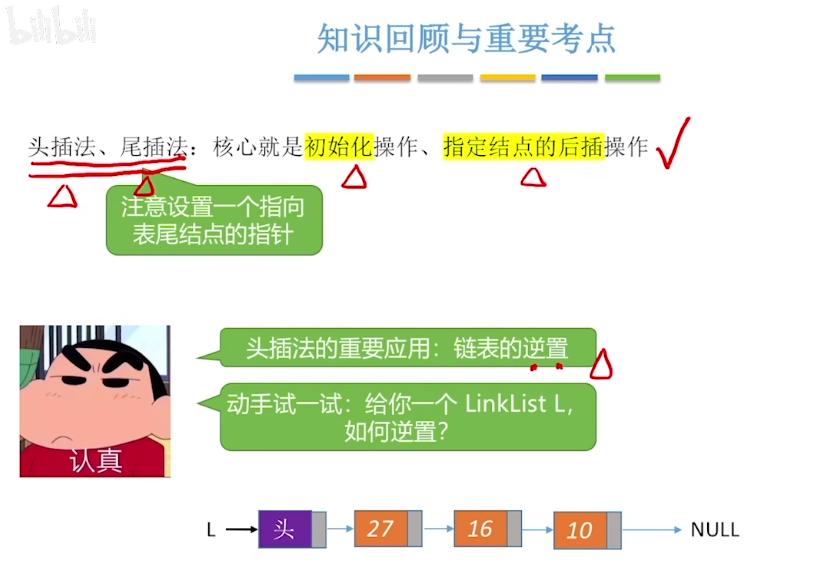 bilibili
知识回顾与重要考点
头插法、尾插法：核心就是初始化操作、指定结点的后插操作
注意设置一个指向
表尾结点的指针
头插法的重要应用：链表的逆置
动手试一试：给你一个 LinkList L，
如何逆置？
认真
L 头 27 16 10 NULL